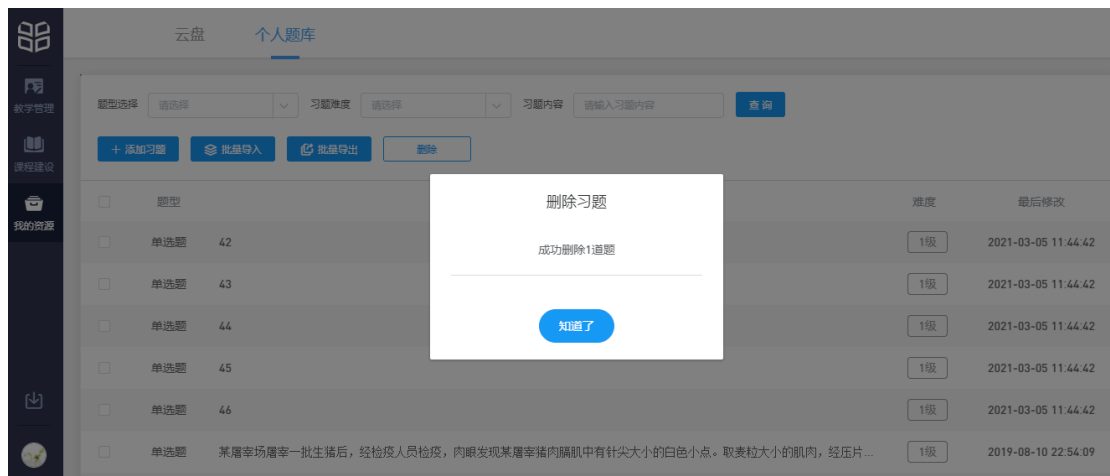 云盘 个人题库
教学管理
题型选择 请选择 习题难度 请选择 习题内容 请输入习题内容 查询
课程建设
+ 添加习题 批量导入 批量导出 删除
我的资源
题型 难度 最后修改
删除习题
成功删除1道题
知道了
单选题 42 1级 2021-03-05 11:44:42
单选题 43 1级 2021-03-05 11:44:42
单选题 44 1级 2021-03-05 11:44:42
单选题 45 1级 2021-03-05 11:44:42
单选题 46 1级 2021-03-05 11:44:42
单选题 某屠宰场屠宰一批生猪后，经检疫人员检疫，肉眼发现某屠宰猪肉膈肌中有针尖大小的白色小点。取麦粒大小的肌肉，经压片... 1级 2019-08-10 22:54:09